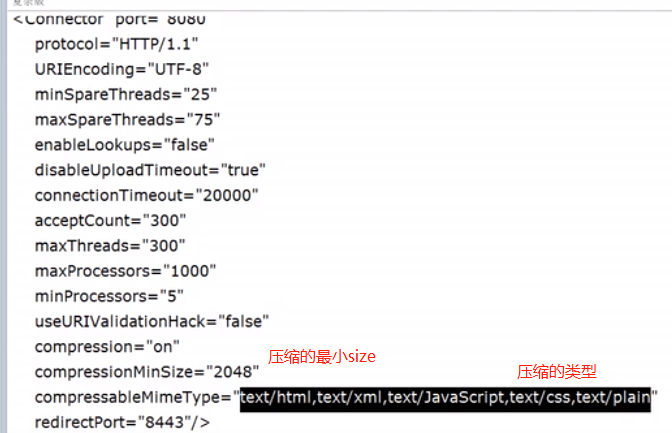 复杂版
<Connector port="8080"
protocol="HTTP/1.1"
URIEncoding="UTF-8"
minSpareThreads="25"
maxSpareThreads="75"
enableLookups="false"
disableUploadTimeout="true"
connectionTimeout="20000"
acceptCount="300"
maxThreads="300"
maxProcessors="1000"
minProcessors="5"
useURIValidationHack="false"
compression="on"
压缩的最小size
compressionMinSize="2048"
压缩的类型
compressableMimeType="text/html,text/xml,text/JavaScript,text/css,text/plain"
redirectPort="8443"/>